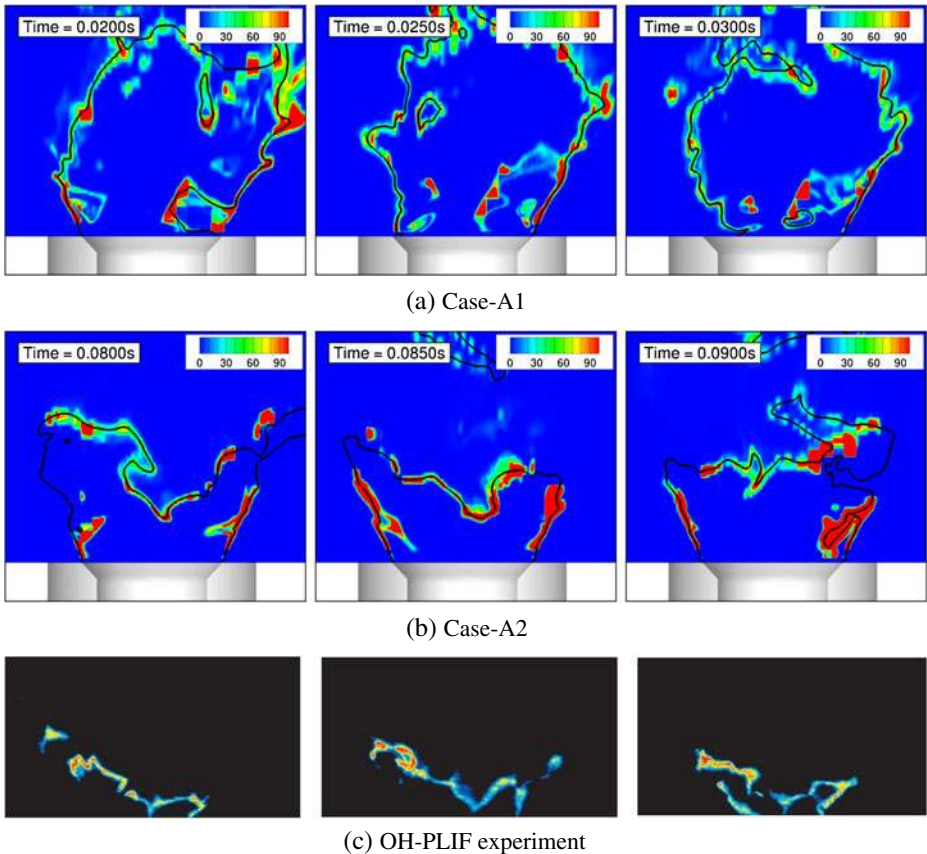 Time = 0.0200s
0 30 60 90
Time = 0.0250s
0 30 60 90
Time = 0.0300s
0 30 60 90
(a) Case-A1
Time = 0.0800s
0 30 60 90
Time = 0.0850s
0 30 60 90
Time = 0.0900s
0 30 60 90
(b) Case-A2
(c) OH-PLIF experiment